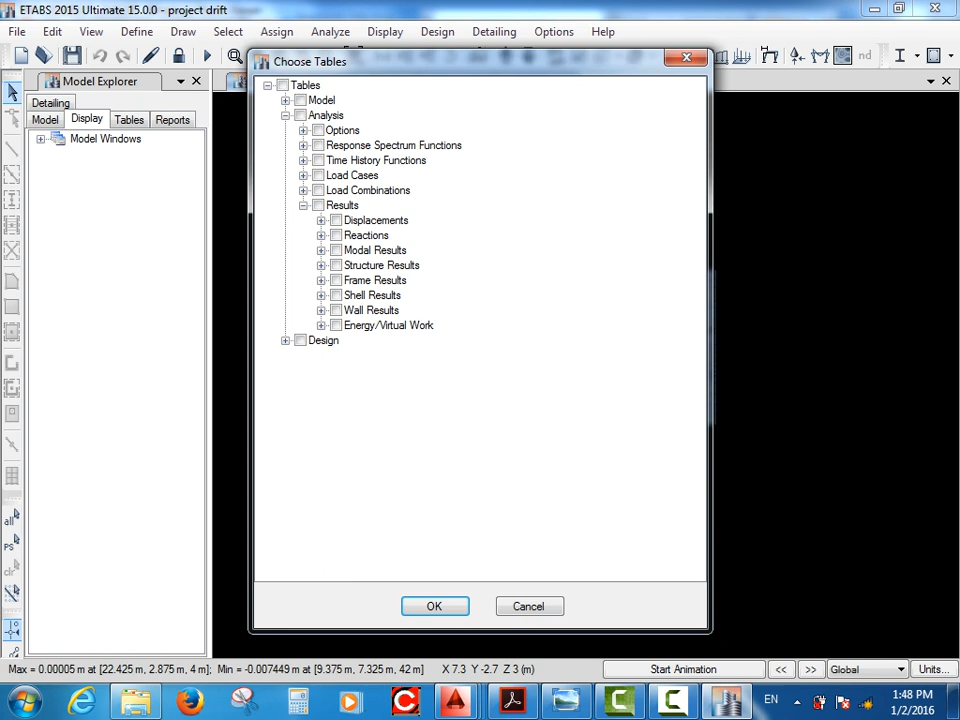 ETABS 2015 Ultimate 15.0.0 - project drift
File Edit View Define Draw Select Assign Analyze Display Design Detailing Options Help
nd
Model Explorer
Choose Tables
Detailing
Model Display Tables Reports
Model Windows
Tables
Model
Analysis
Options
Response Spectrum Functions
Time History Functions
Load Cases
Load Combinations
Results
Displacements
Reactions
Modal Results
Structure Results
Frame Results
Shell Results
Wall Results
Energy/Virtual Work
Design
all
PS
clr
OK Cancel
Max = 0.00005 m at [22.425 m, 2.875 m, 4 m]; Min = -0.007449 m at [9.375 m, 7.325 m, 42 m] X 7.3 Y -2.7 Z 3 (m) Start Animation << >> Global Units...
EN 1:48 PM
1/2/2016